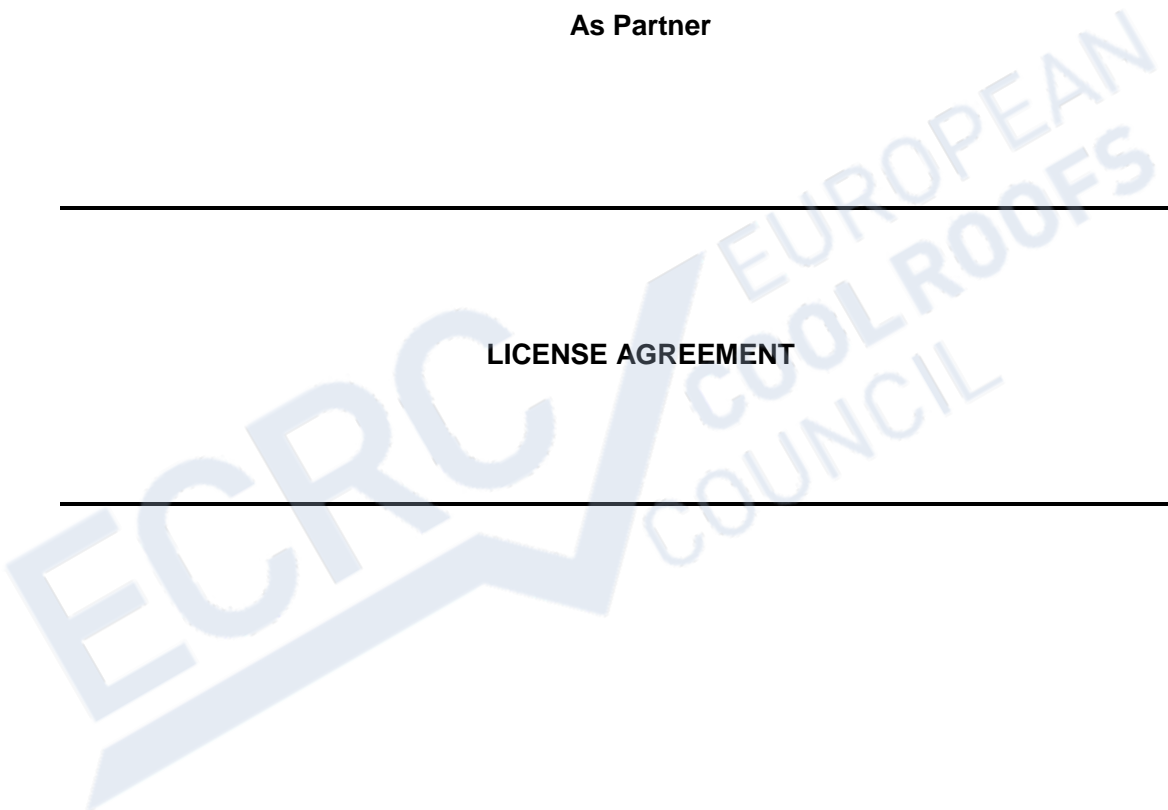 As Partner
LICENSE AGREEMENT
ECRC
EUROPEAN
COOL ROOFS
COUNCIL